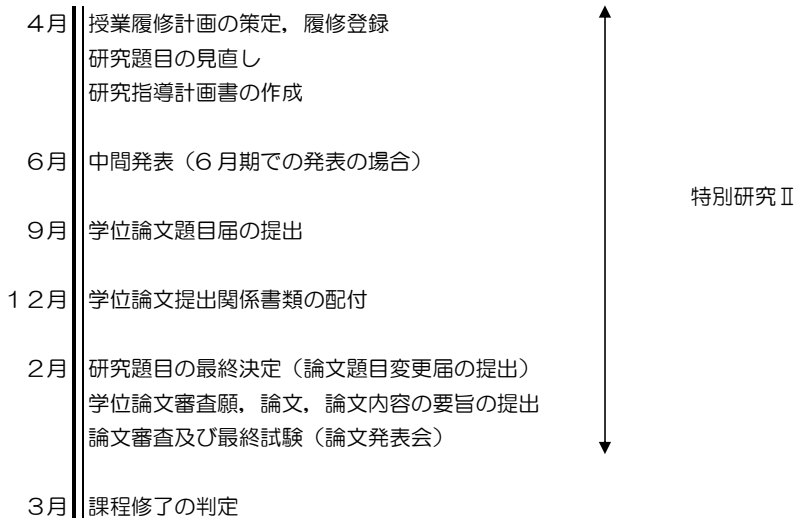 ４月 授業履修計画の策定，履修登録
研究題目の見直し
研究指導計画書の作成
６月 中間発表（６月期での発表の場合）
特別研究Ⅱ
９月 学位論文題目届の提出
１２月 学位論文提出関係書類の配付
２月 研究題目の最終決定（論文題目変更届の提出）
学位論文審査願，論文，論文内容の要旨の提出
論文審査及び最終試験（論文発表会）
３月 課程修了の判定